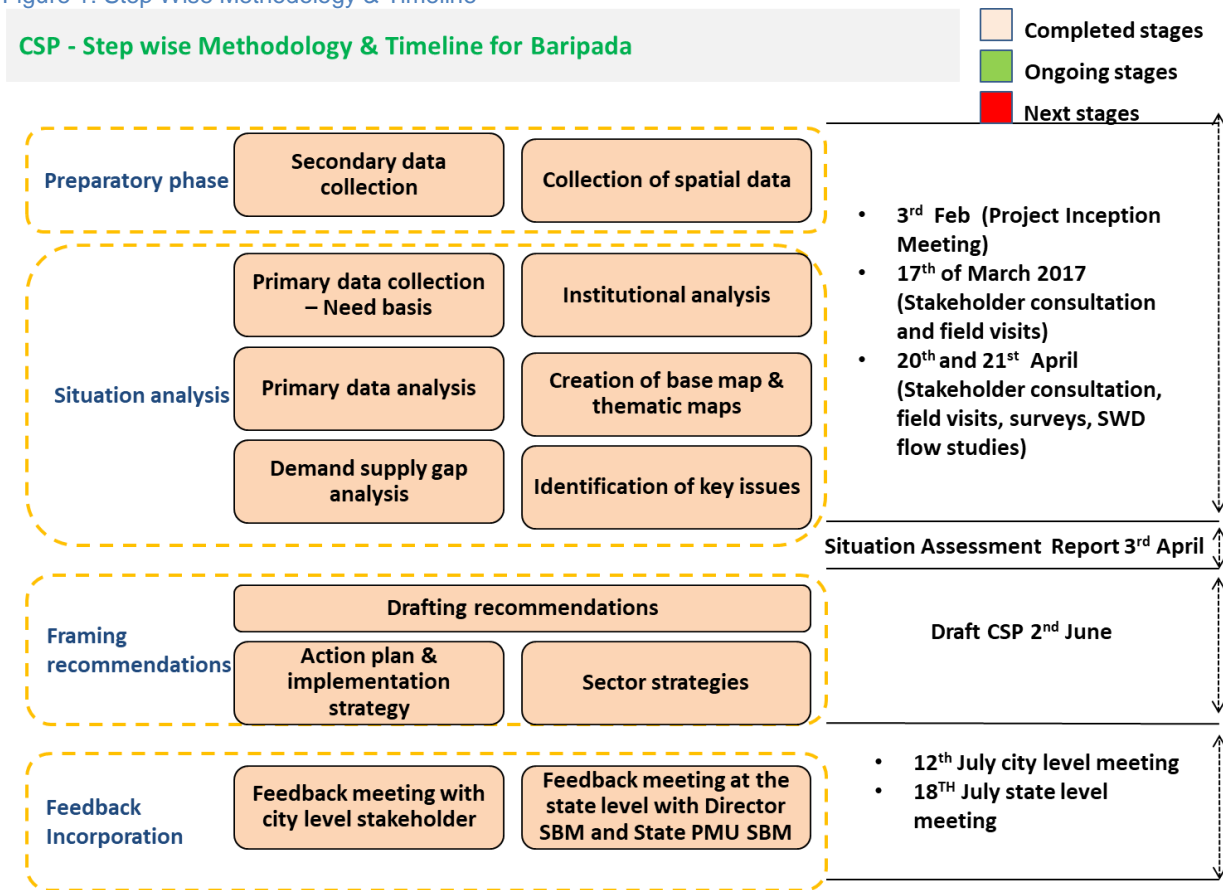 Figure 1: Step Wise Methodology & Timeline
CSP - Step wise Methodology & Timeline for Baripada
Completed stages
Ongoing stages
Next stages
Preparatory phase
Secondary data
collection
Collection of spatial data
Situation analysis
Primary data collection
– Need basis
Institutional analysis
Primary data analysis
Creation of base map &
thematic maps
Demand supply gap
analysis
Identification of key issues
• 3rd Feb (Project Inception
Meeting)
• 17th of March 2017
(Stakeholder consultation
and field visits)
• 20th and 21st April
(Stakeholder consultation,
field visits, surveys, SWD
flow studies)
Situation Assessment Report 3rd April
Framing
recommendations
Drafting recommendations
Action plan &
implementation
strategy
Sector strategies
Draft CSP 2nd June
Feedback
Incorporation
Feedback meeting with
city level stakeholder
Feedback meeting at the
state level with Director
SBM and State PMU SBM
• 12th July city level meeting
• 18TH July state level
meeting